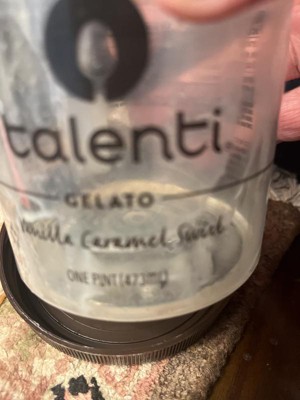 talenti
GELATO
Vanilla Caramel Swirl
ONE PINT (473mL)